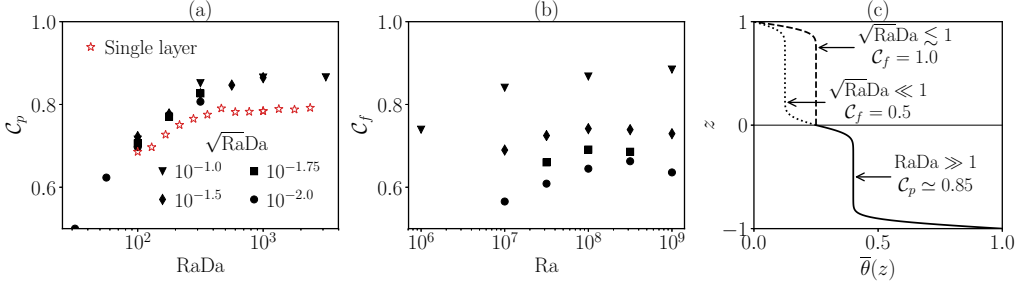 (a)
1.0
0.8
0.6
𝒞ₚ
☆ Single layer
√RaDa
▼ 10^−1.0
■ 10^−1.75
♦ 10^−1.5
● 10^−2.0
10^2
10^3
RaDa
(b)
1.0
0.8
0.6
𝒞_f
10^6
10^7
10^8
10^9
Ra
(c)
1
0
−1
z
√RaDa ≲ 1
𝒞_f = 1.0
√RaDa ≪ 1
𝒞_f = 0.5
RaDa ≫ 1
𝒞ₚ ≃ 0.85
0.0
0.5
1.0
θ̅(z)